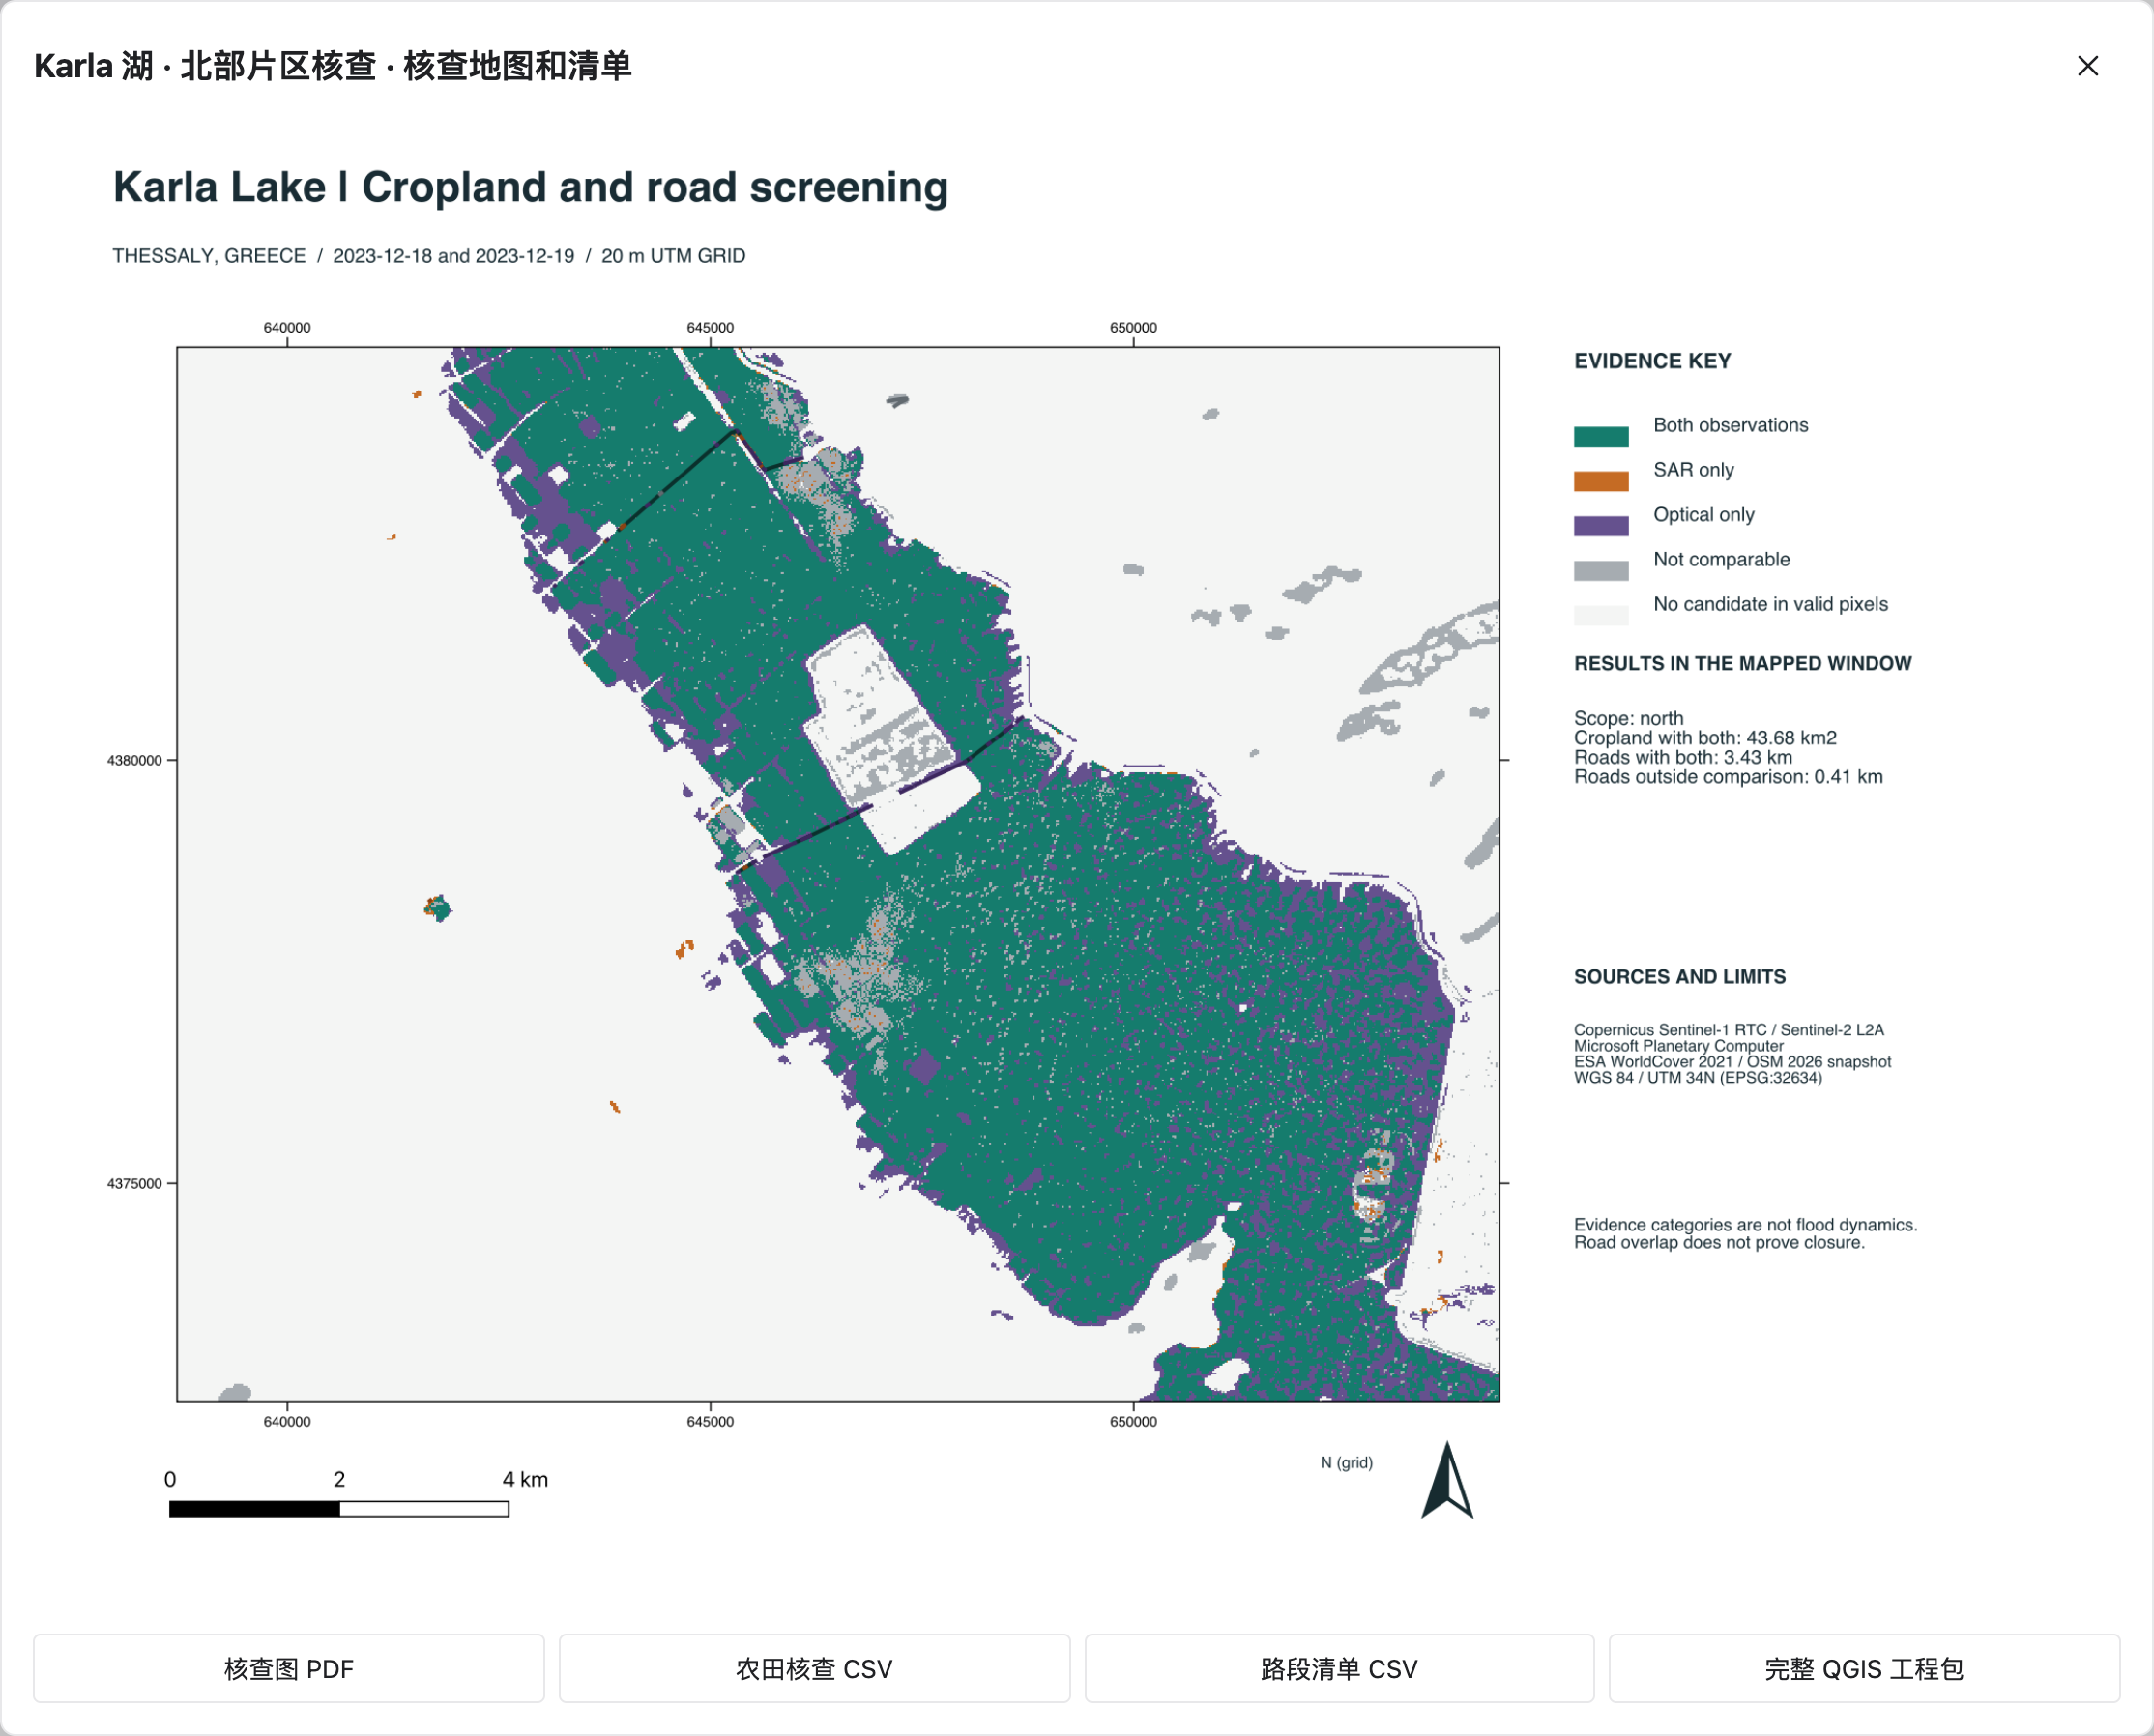 Karla 湖 · 北部片区核查 · 核查地图和清单
Karla Lake | Cropland and road screening
THESSALY, GREECE / 2023-12-18 and 2023-12-19 / 20 m UTM GRID
640000 645000 650000
4380000
4375000
640000 645000 650000
0 2 4 km
N (grid)
EVIDENCE KEY
Both observations
SAR only
Optical only
Not comparable
No candidate in valid pixels
RESULTS IN THE MAPPED WINDOW
Scope: north
Cropland with both: 43.68 km2
Roads with both: 3.43 km
Roads outside comparison: 0.41 km
SOURCES AND LIMITS
Copernicus Sentinel-1 RTC / Sentinel-2 L2A
Microsoft Planetary Computer
ESA WorldCover 2021 / OSM 2026 snapshot
WGS 84 / UTM 34N (EPSG:32634)
Evidence categories are not flood dynamics.
Road overlap does not prove closure.
核查图 PDF
农田核查 CSV
路段清单 CSV
完整 QGIS 工程包